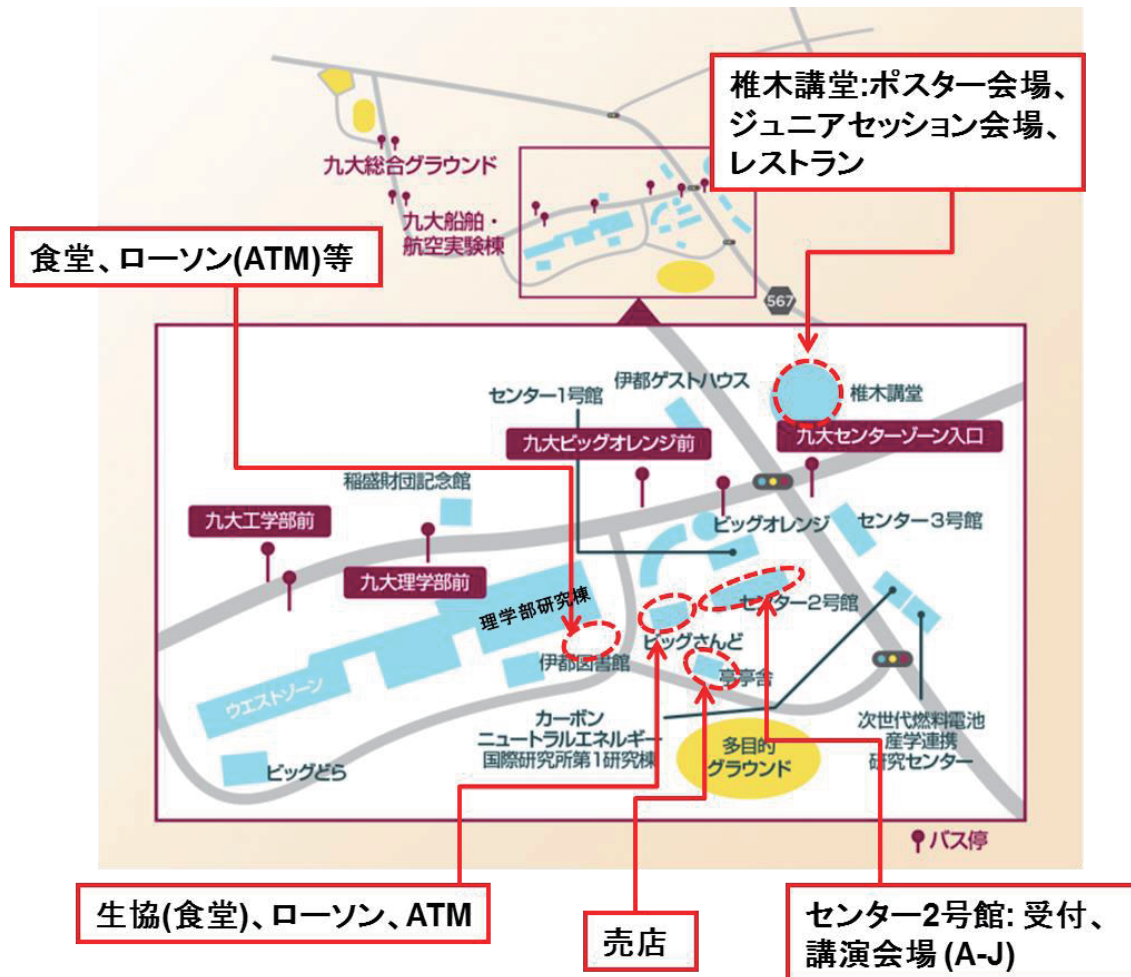 椎木講堂:ポスター会場、
ジュニアセッション会場、
レストラン
九大総合グラウンド
九大船舶・
航空実験棟
食堂、ローソン(ATM)等
567
伊都ゲストハウス
センター1号館
椎木講堂
九大ビッグオレンジ前
九大センターゾーン入口
稲盛財団記念館
ビッグオレンジ
センター3号館
九大工学部前
九大理学部前
理学部研究棟
センター2号館
ビッグさんど
伊都図書館
亭亭舎
ウエストゾーン
カーボン
ニュートラルエネルギー
国際研究所第1研究棟
次世代燃料電池
産学連携
研究センター
多目的
グラウンド
ビッグどら
バス停
生協(食堂)、ローソン、ATM
売店
センター2号館: 受付、
講演会場 (A-J)